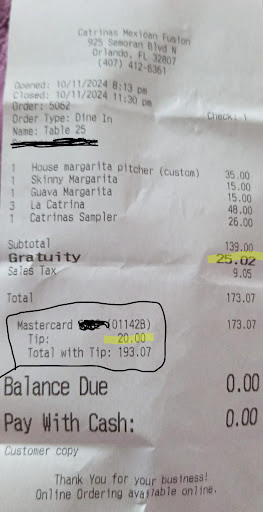 Catrinas Mexican Fusion
925 Semoran Blvd N
Orlando, FL 32807
(407) 412-6361
Opened: 10/11/2024 8:13 pm
Closed: 10/11/2024 11:30 pm
Order: 5062
Order Type: Dine In Check: 1
Name: Table 25
1 House margarita pitcher (custom) 35.00
1 Skinny Margarita 15.00
1 Guava Margarita 15.00
3 La Catrina 48.00
1 Catrinas Sampler 26.00
Subtotal 139.00
Gratuity 25.02
Sales Tax 9.05
Total 173.07
Mastercard (01142B) 173.07
Tip: 20.00
Total with Tip: 193.07
Balance Due 0.00
Pay With Cash: 0.00
Customer copy
Thank You for your business!
Online Ordering available online.